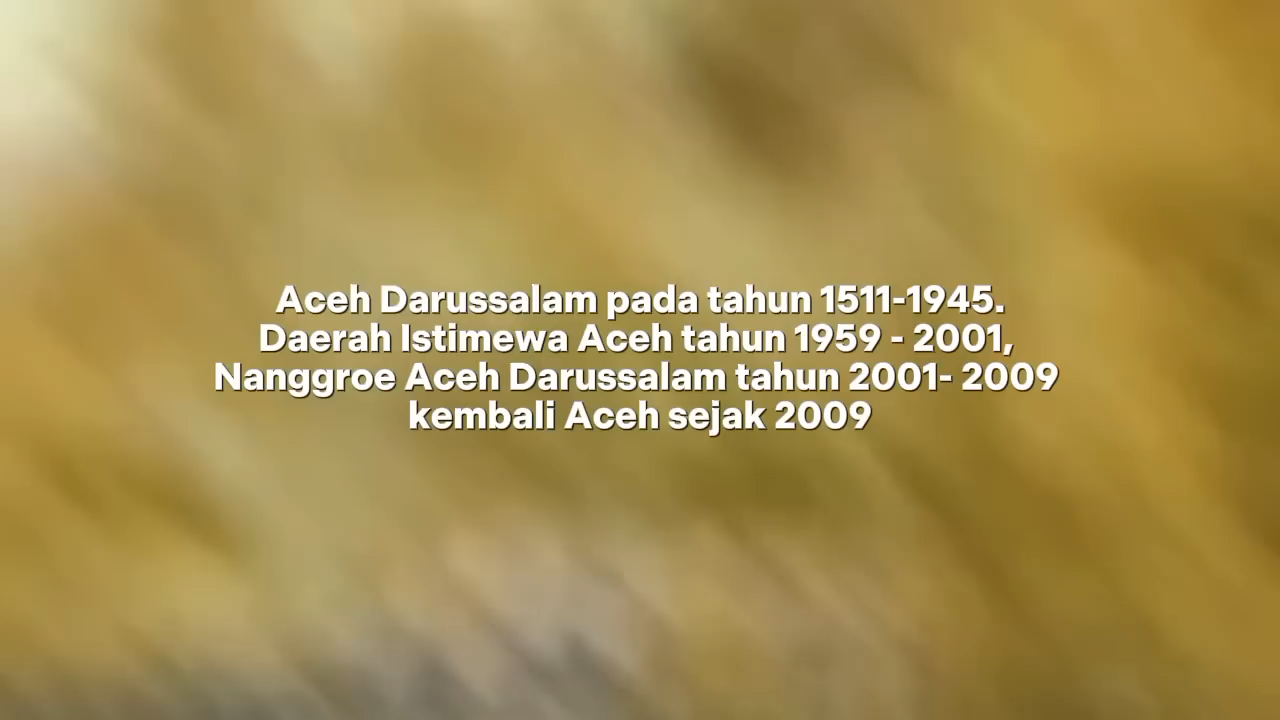 Aceh Darussalam pada tahun 1511-1945.
Daerah Istimewa Aceh tahun 1959 - 2001,
Nanggroe Aceh Darussalam tahun 2001- 2009
kembali Aceh sejak 2009